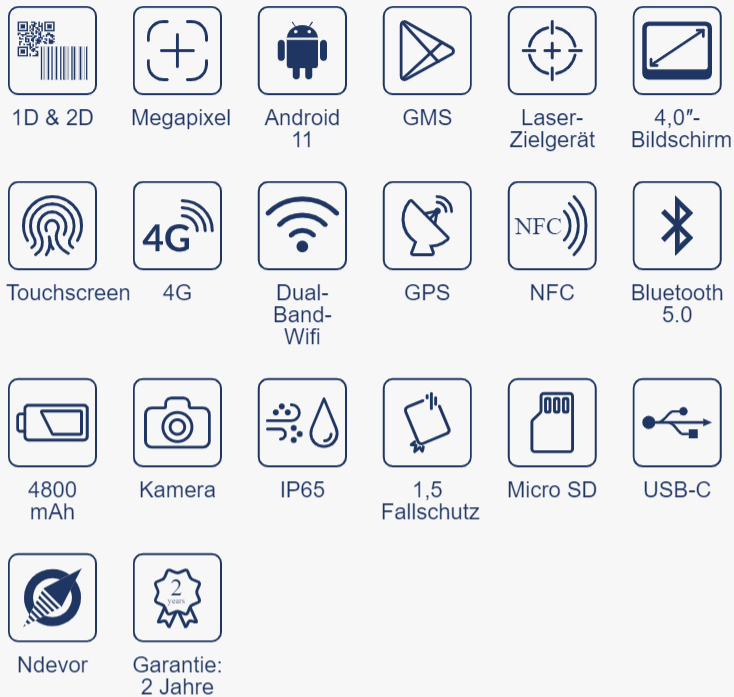 1D & 2D
Megapixel
Android
11
GMS
Laser-
Zielgerät
4,0″-
Bildschirm
Touchscreen
4G
4G
Dual-
Band-
Wifi
GPS
NFC
NFC
Bluetooth
5.0
4800
mAh
Kamera
IP65
1,5
Fallschutz
Micro SD
USB-C
Ndevor
2
years
Garantie:
2 Jahre